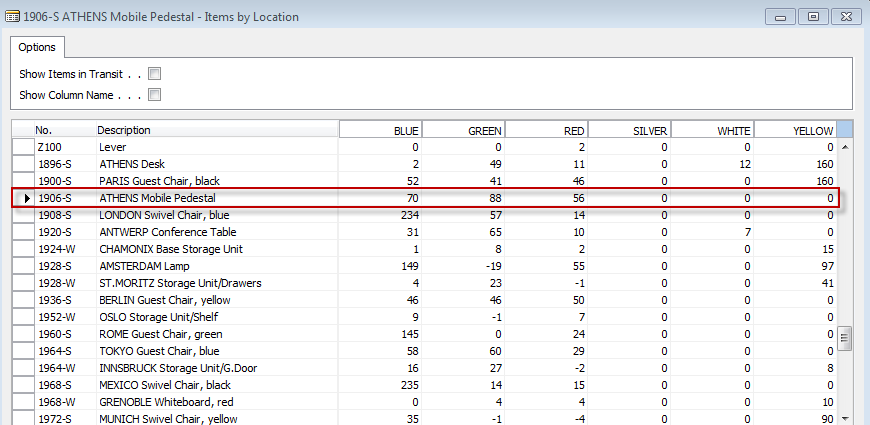 1906-S ATHENS Mobile Pedestal - Items by Location
Options
Show Items in Transit . .
Show Column Name . . .
No. Description BLUE GREEN RED SILVER WHITE YELLOW
Z100 Lever 0 0 2 0 0 0
1896-S ATHENS Desk 2 49 11 0 12 160
1900-S PARIS Guest Chair, black 52 41 46 0 0 160
1906-S ATHENS Mobile Pedestal 70 88 56 0 0 0
1908-S LONDON Swivel Chair, blue 234 57 14 0 0 0
1920-S ANTWERP Conference Table 31 65 10 0 7 0
1924-W CHAMONIX Base Storage Unit 1 8 2 0 0 15
1928-S AMSTERDAM Lamp 149 -19 55 0 0 97
1928-W ST.MORITZ Storage Unit/Drawers 4 23 -1 0 0 41
1936-S BERLIN Guest Chair, yellow 46 46 50 0 0 0
1952-W OSLO Storage Unit/Shelf 9 -1 7 0 0 0
1960-S ROME Guest Chair, green 145 0 24 0 0 0
1964-S TOKYO Guest Chair, blue 58 60 29 0 0 0
1964-W INNSBRUCK Storage Unit/G.Door 16 27 -2 0 0 8
1968-S MEXICO Swivel Chair, black 235 14 15 0 0 0
1968-W GRENOBLE Whiteboard, red 0 4 4 0 0 10
1972-S MUNICH Swivel Chair, yellow 35 -1 -4 0 0 90